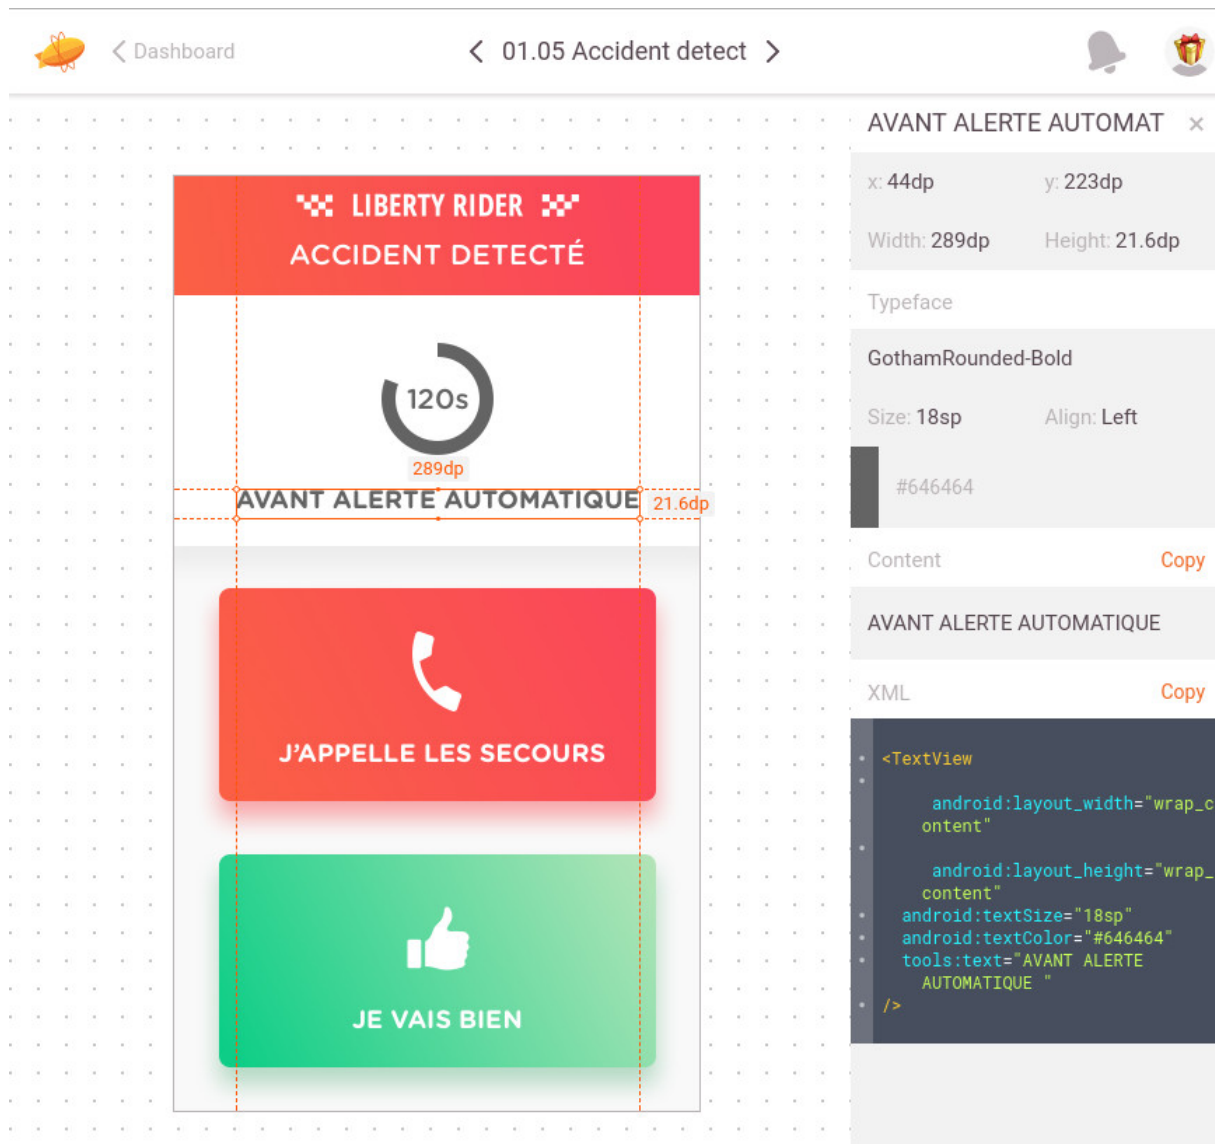 Dashboard
01.05 Accident detect
LIBERTY RIDER
ACCIDENT DETECTÉ
120s
289dp
AVANT ALERTE AUTOMATIQUE
21.6dp
J'APPELLE LES SECOURS
JE VAIS BIEN
AVANT ALERTE AUTOMAT ×
x: 44dp y: 223dp
Width: 289dp Height: 21.6dp
Typeface
GothamRounded-Bold
Size: 18sp Align: Left
#646464
Content Copy
AVANT ALERTE AUTOMATIQUE
XML Copy
<TextView
android:layout_width="wrap_c
ontent"
android:layout_height="wrap_
content"
android:textSize="18sp"
android:textColor="#646464"
tools:text="AVANT ALERTE
AUTOMATIQUE "
/>